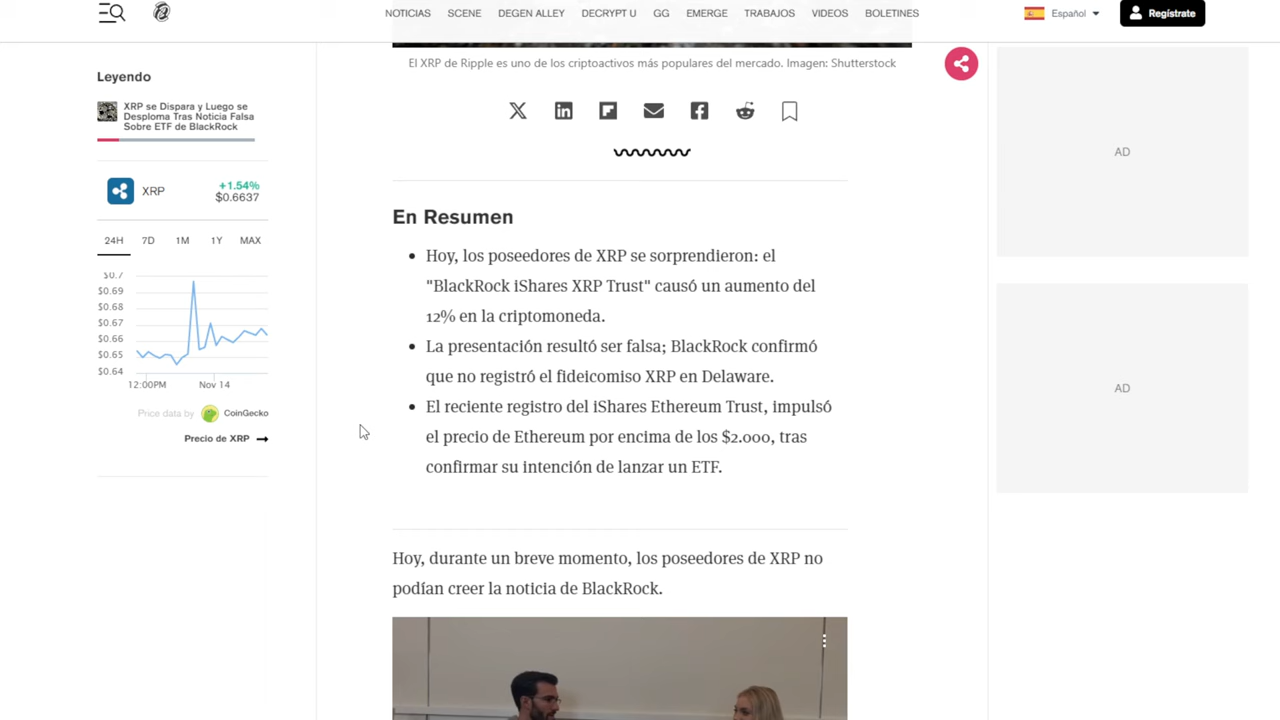 NOTICIAS SCENE DEGEN ALLEY DECRYPT U GG EMERGE TRABAJOS VIDEOS BOLETINES
Español
Regístrate
Leyendo
XRP se Dispara y Luego se
Desploma Tras Noticia Falsa
Sobre ETF de BlackRock
XRP
+1.54%
$0.6637
24H 7D 1M 1Y MAX
$0.7
$0.69
$0.68
$0.67
$0.66
$0.65
$0.64
12:00PM Nov 14
Price data by CoinGecko
Precio de XRP
El XRP de Ripple es uno de los criptoactivos más populares del mercado. Imagen: Shutterstock
En Resumen
Hoy, los poseedores de XRP se sorprendieron: el
"BlackRock iShares XRP Trust" causó un aumento del
12% en la criptomoneda.
La presentación resultó ser falsa; BlackRock confirmó
que no registró el fideicomiso XRP en Delaware.
El reciente registro del iShares Ethereum Trust, impulsó
el precio de Ethereum por encima de los $2.000, tras
confirmar su intención de lanzar un ETF.
Hoy, durante un breve momento, los poseedores de XRP no
podían creer la noticia de BlackRock.
AD
AD